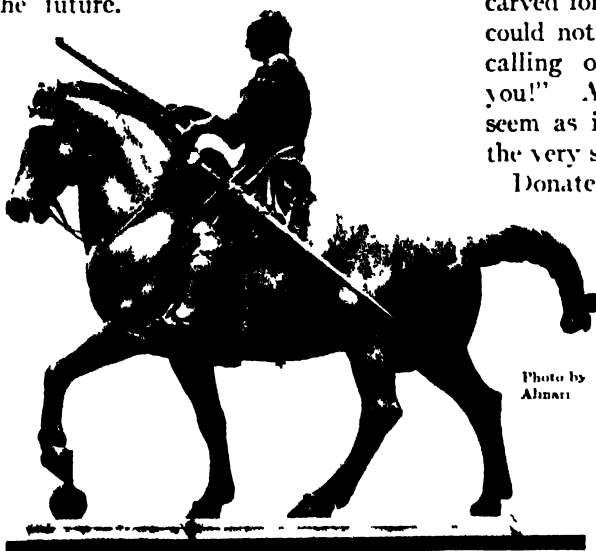 he future.
carved for
could not
calling o
you!" A
seem as i
the very s
Donate
Photo by
Alinari